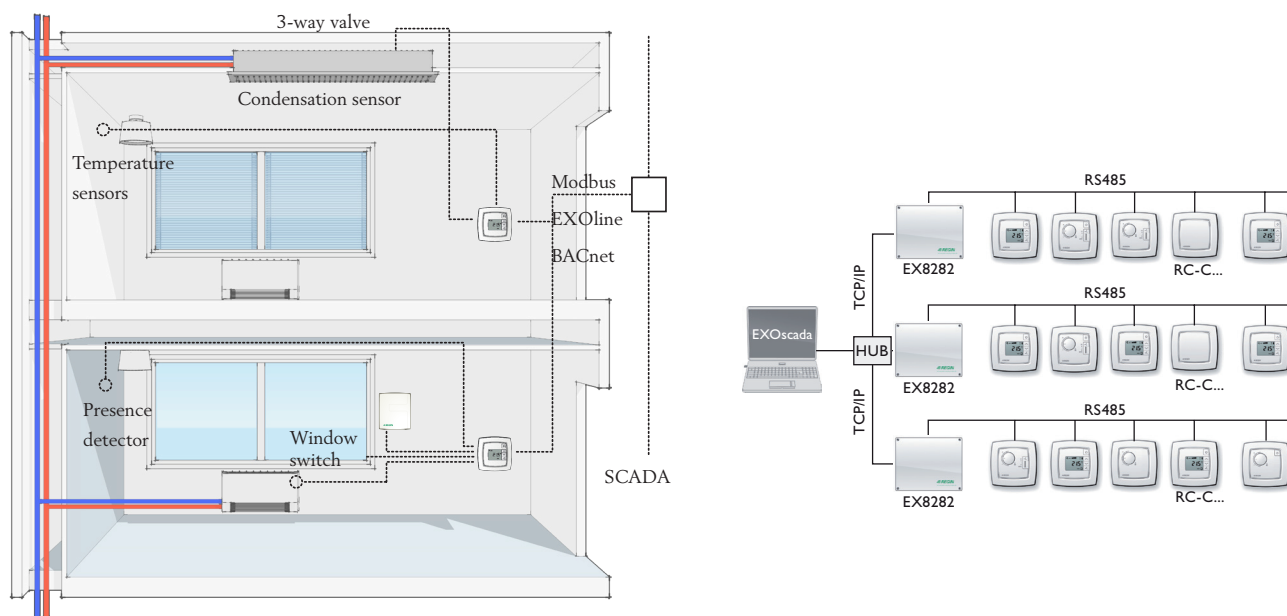 3-way valve
Condensation sensor
Temperature
sensors
Modbus
EXOline
BACnet
Presence
detector
Window
switch
SCADA
RS485
EX8282
RC-C...
TCP/IP
RS485
EXOscada
HUB
EX8282
RC-C...
TCP/IP
RS485
EX8282
RC-C...